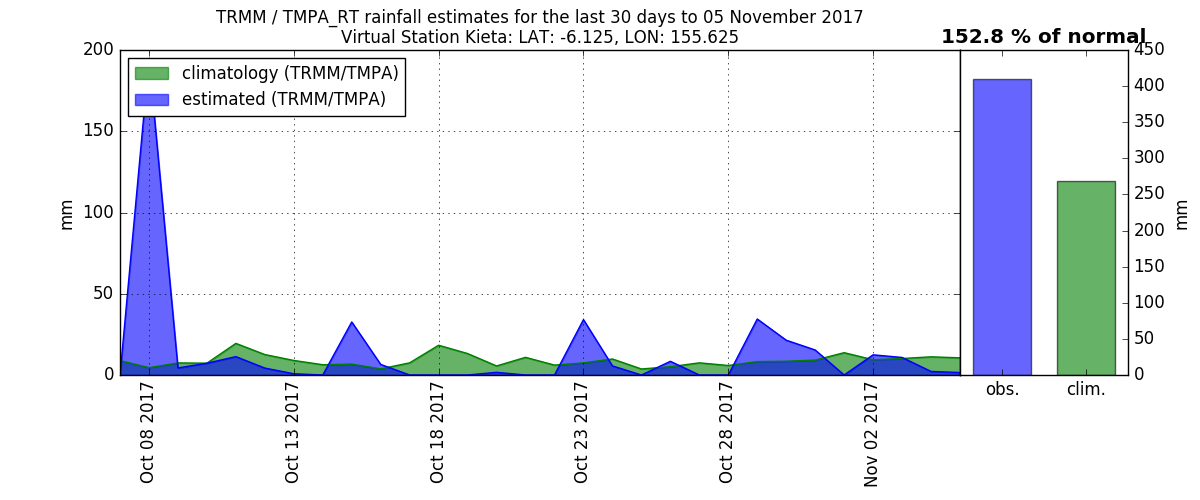 TRMM / TMPA_RT rainfall estimates for the last 30 days to 05 November 2017
Virtual Station Kieta: LAT: -6.125, LON: 155.625
152.8 % of normal
climatology (TRMM/TMPA)
estimated (TRMM/TMPA)
200
150
100
50
0
mm
Oct 08 2017
Oct 13 2017
Oct 18 2017
Oct 23 2017
Oct 28 2017
Nov 02 2017
obs.
clim.
450
400
350
300
250
200
150
100
50
0
mm